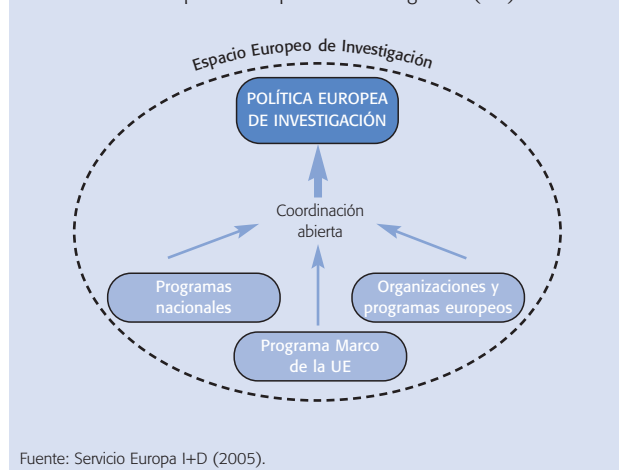 Espacio Europeo de Investigación
POLÍTICA EUROPEA
DE INVESTIGACIÓN
Coordinación
abierta
Programas
nacionales
Organizaciones y
programas europeos
Programa Marco
de la UE
Fuente: Servicio Europa I+D (2005).